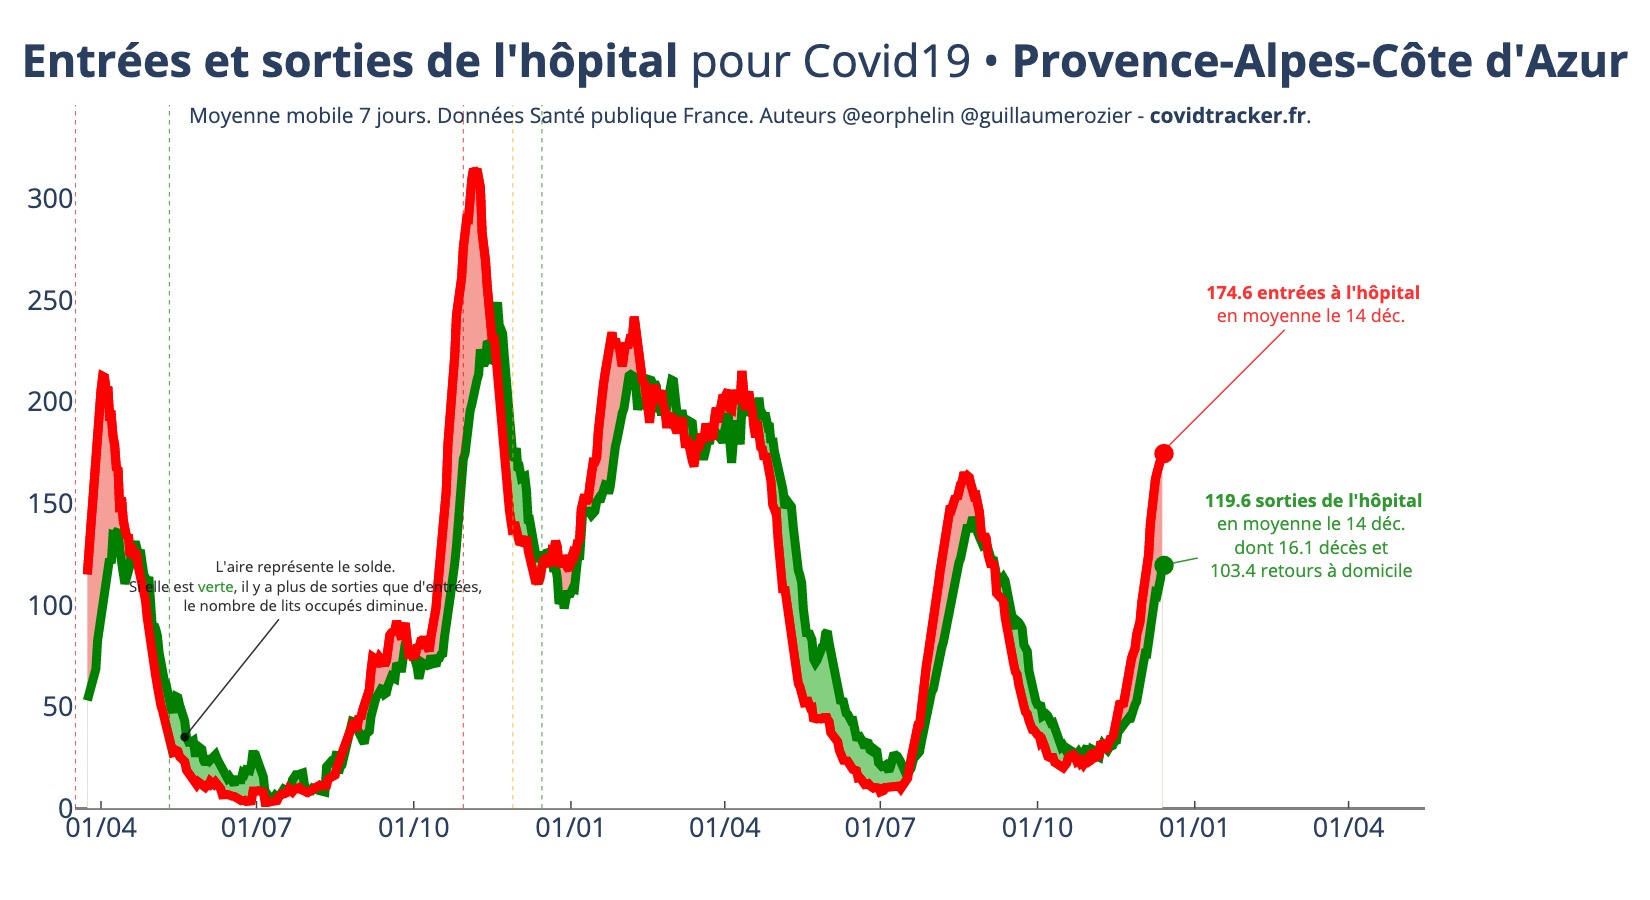 Entrées et sorties de l'hôpital pour Covid19 • Provence-Alpes-Côte d'Azur
Moyenne mobile 7 jours. Données Santé publique France. Auteurs @eorphelin @guillaumerozier - covidtracker.fr.
300
250
200
150
100
50
0
174.6 entrées à l'hôpital
en moyenne le 14 déc.
119.6 sorties de l'hôpital
en moyenne le 14 déc.
dont 16.1 décès et
103.4 retours à domicile
L'aire représente le solde.
Si elle est verte, il y a plus de sorties que d'entrées,
le nombre de lits occupés diminue.
01/04 01/07 01/10 01/01 01/04 01/07 01/10 01/01 01/04